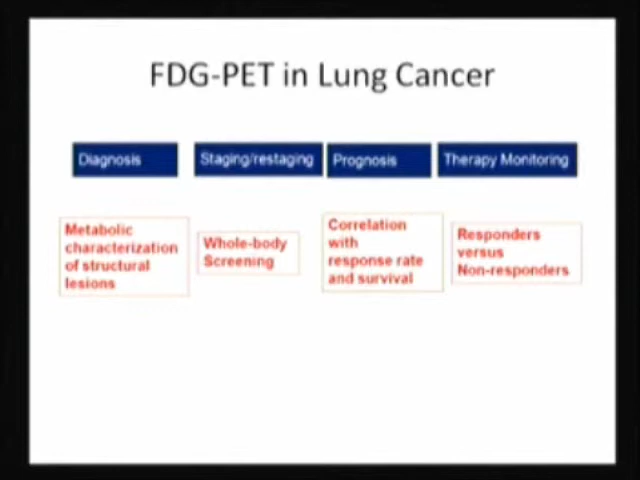 FDG-PET in Lung Cancer
Diagnosis
Staging/restaging
Prognosis
Therapy Monitoring
Metabolic
characterization
of structural
lesions
Whole-body
Screening
Correlation
with
response rate
and survival
Responders
versus
Non-responders